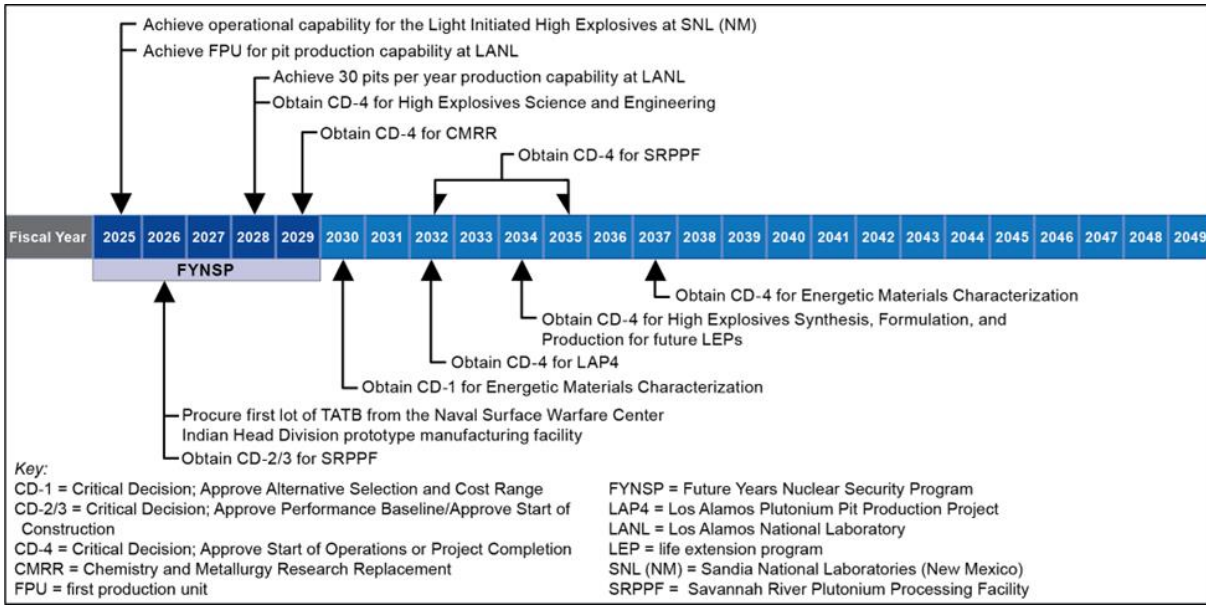 Achieve operational capability for the Light Initiated High Explosives at SNL (NM)
Achieve FPU for pit production capability at LANL
Achieve 30 pits per year production capability at LANL
Obtain CD-4 for High Explosives Science and Engineering
Obtain CD-4 for CMRR
Obtain CD-4 for SRPPF
Fiscal Year 2025 2026 2027 2028 2029 2030 2031 2032 2033 2034 2035 2036 2037 2038 2039 2040 2041 2042 2043 2044 2045 2046 2047 2048 2049
FYNSP
Obtain CD-4 for Energetic Materials Characterization
Obtain CD-4 for High Explosives Synthesis, Formulation, and
Production for future LEPs
Obtain CD-4 for LAP4
Obtain CD-1 for Energetic Materials Characterization
Procure first lot of TATB from the Naval Surface Warfare Center
Indian Head Division prototype manufacturing facility
Obtain CD-2/3 for SRPPF
Key:
CD-1 = Critical Decision; Approve Alternative Selection and Cost Range
CD-2/3 = Critical Decision; Approve Performance Baseline/Approve Start of
Construction
CD-4 = Critical Decision; Approve Start of Operations or Project Completion
CMRR = Chemistry and Metallurgy Research Replacement
FPU = first production unit
FYNSP = Future Years Nuclear Security Program
LAP4 = Los Alamos Plutonium Pit Production Project
LANL = Los Alamos National Laboratory
LEP = life extension program
SNL (NM) = Sandia National Laboratories (New Mexico)
SRPPF = Savannah River Plutonium Processing Facility